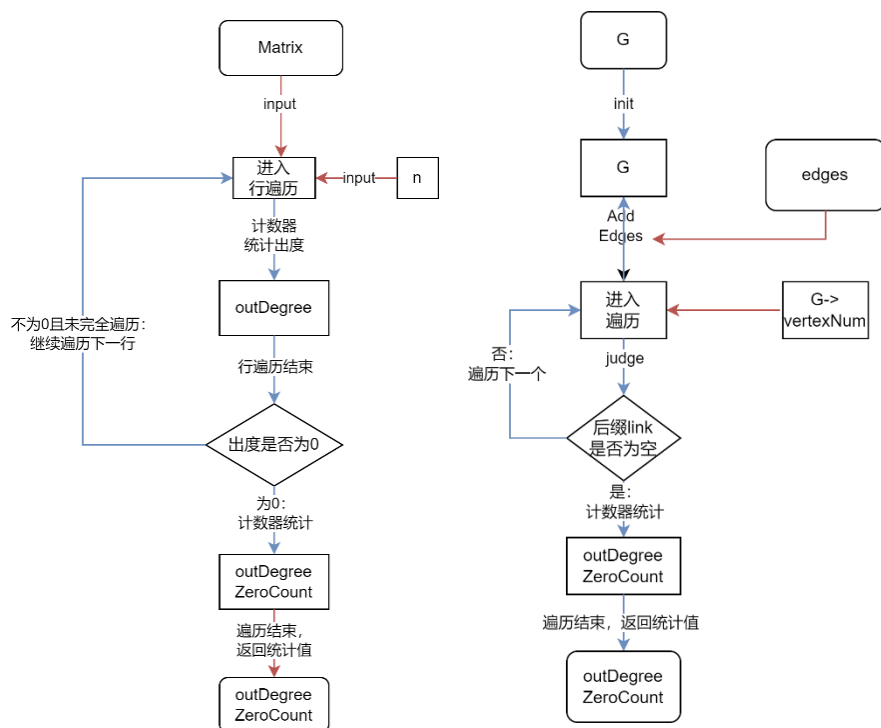 Matrix
input
进入
行遍历
input
n
计数器
统计出度
outDegree
不为0且未完全遍历：
继续遍历下一行
行遍历结束
出度是否为0
为0：
计数器统计
outDegree
ZeroCount
遍历结束，
返回统计值
outDegree
ZeroCount
G
init
G
edges
Add
Edges
进入
遍历
G->
vertexNum
否：
遍历下一个
judge
后缀link
是否为空
是：
计数器统计
outDegree
ZeroCount
遍历结束，返回统计值
outDegree
ZeroCount